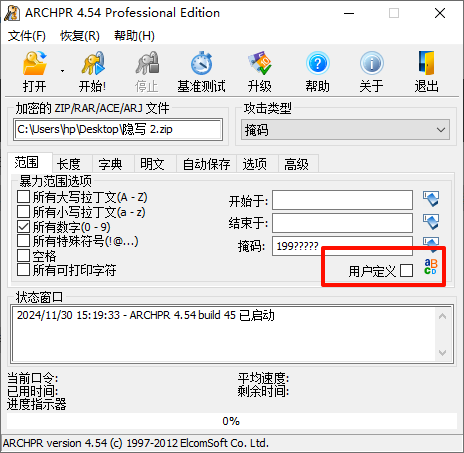 ARCHPR 4.54 Professional Edition
文件(F) 恢复(R) 帮助(H)
打开 开始! 停止 基准测试 升级 帮助 关于 退出
加密的 ZIP/RAR/ACE/ARJ 文件 攻击类型
C:\Users\hp\Desktop\隐写 2.zip 掩码
范围 长度 字典 明文 自动保存 选项 高级
暴力范围选项
所有大写拉丁文(A - Z) 开始于:
所有小写拉丁文(a - z)
所有数字(0 - 9) 结束于:
所有特殊符号(!@...) 掩码: 199?????
空格
所有可打印字符 用户定义
状态窗口
2024/11/30 15:19:33 - ARCHPR 4.54 build 45 已启动
当前口令: 平均速度:
已用时间: 剩余时间:
进度指示器
0%
ARCHPR version 4.54 (c) 1997-2012 ElcomSoft Co. Ltd.